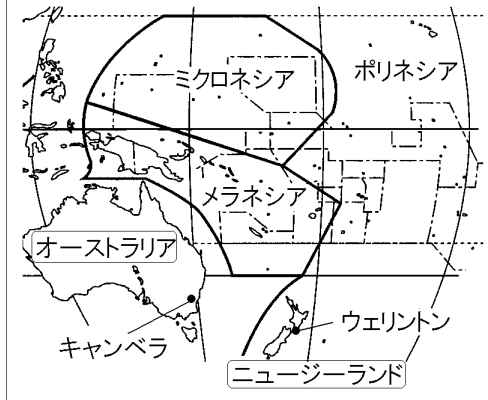 ミクロネシア
ポリネシア
メラネシア
オーストラリア
キャンベラ
ウェリントン
ニュージーランド